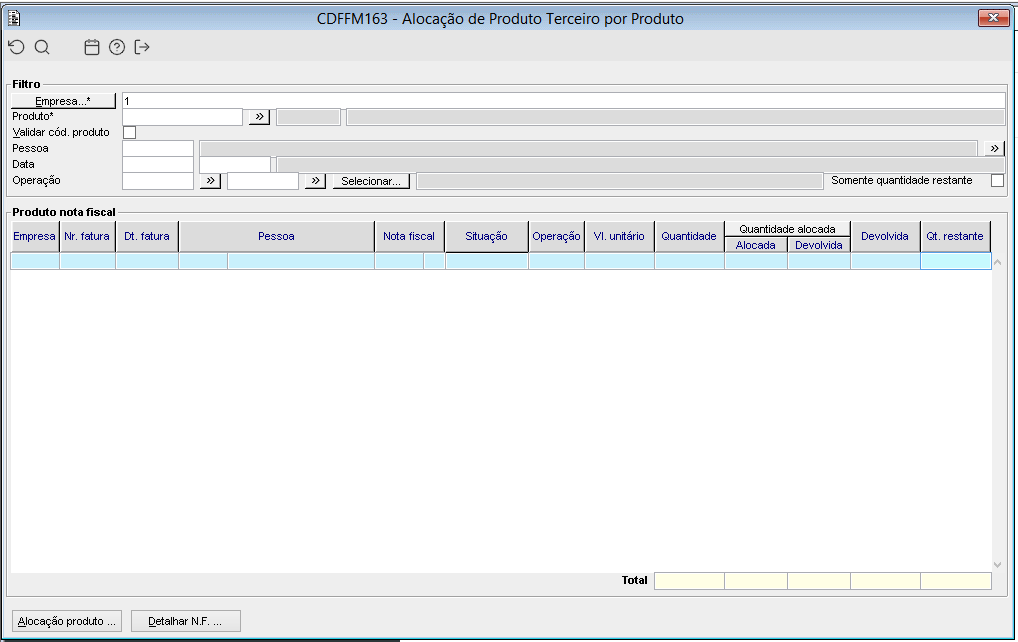 CDFFM163 - Alocação de Produto Terceiro por Produto
Filtro
Empresa...* 1
Produto*
Validar cód. produto
Pessoa
Data
Operação Selecionar... Somente quantidade restante
Produto nota fiscal
Empresa Nr. fatura Dt. fatura Pessoa Nota fiscal Situação Operação Vl. unitário Quantidade Quantidade alocada Devolvida Qt. restante
Alocada Devolvida
Total
Alocação produto ... Detalhar N.F. ...